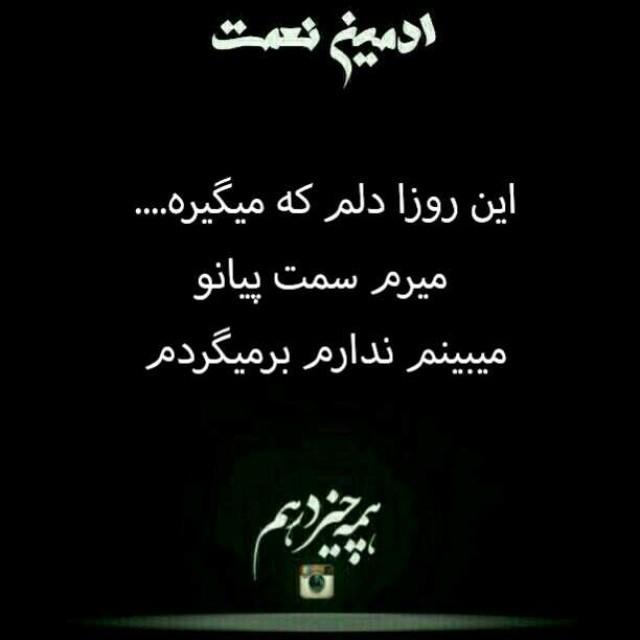 ادمین نعمت
این روزا دلم که میگیره....
میرم سمت پیانو
میبینم ندارم برمیگردم
همه چیز درهم